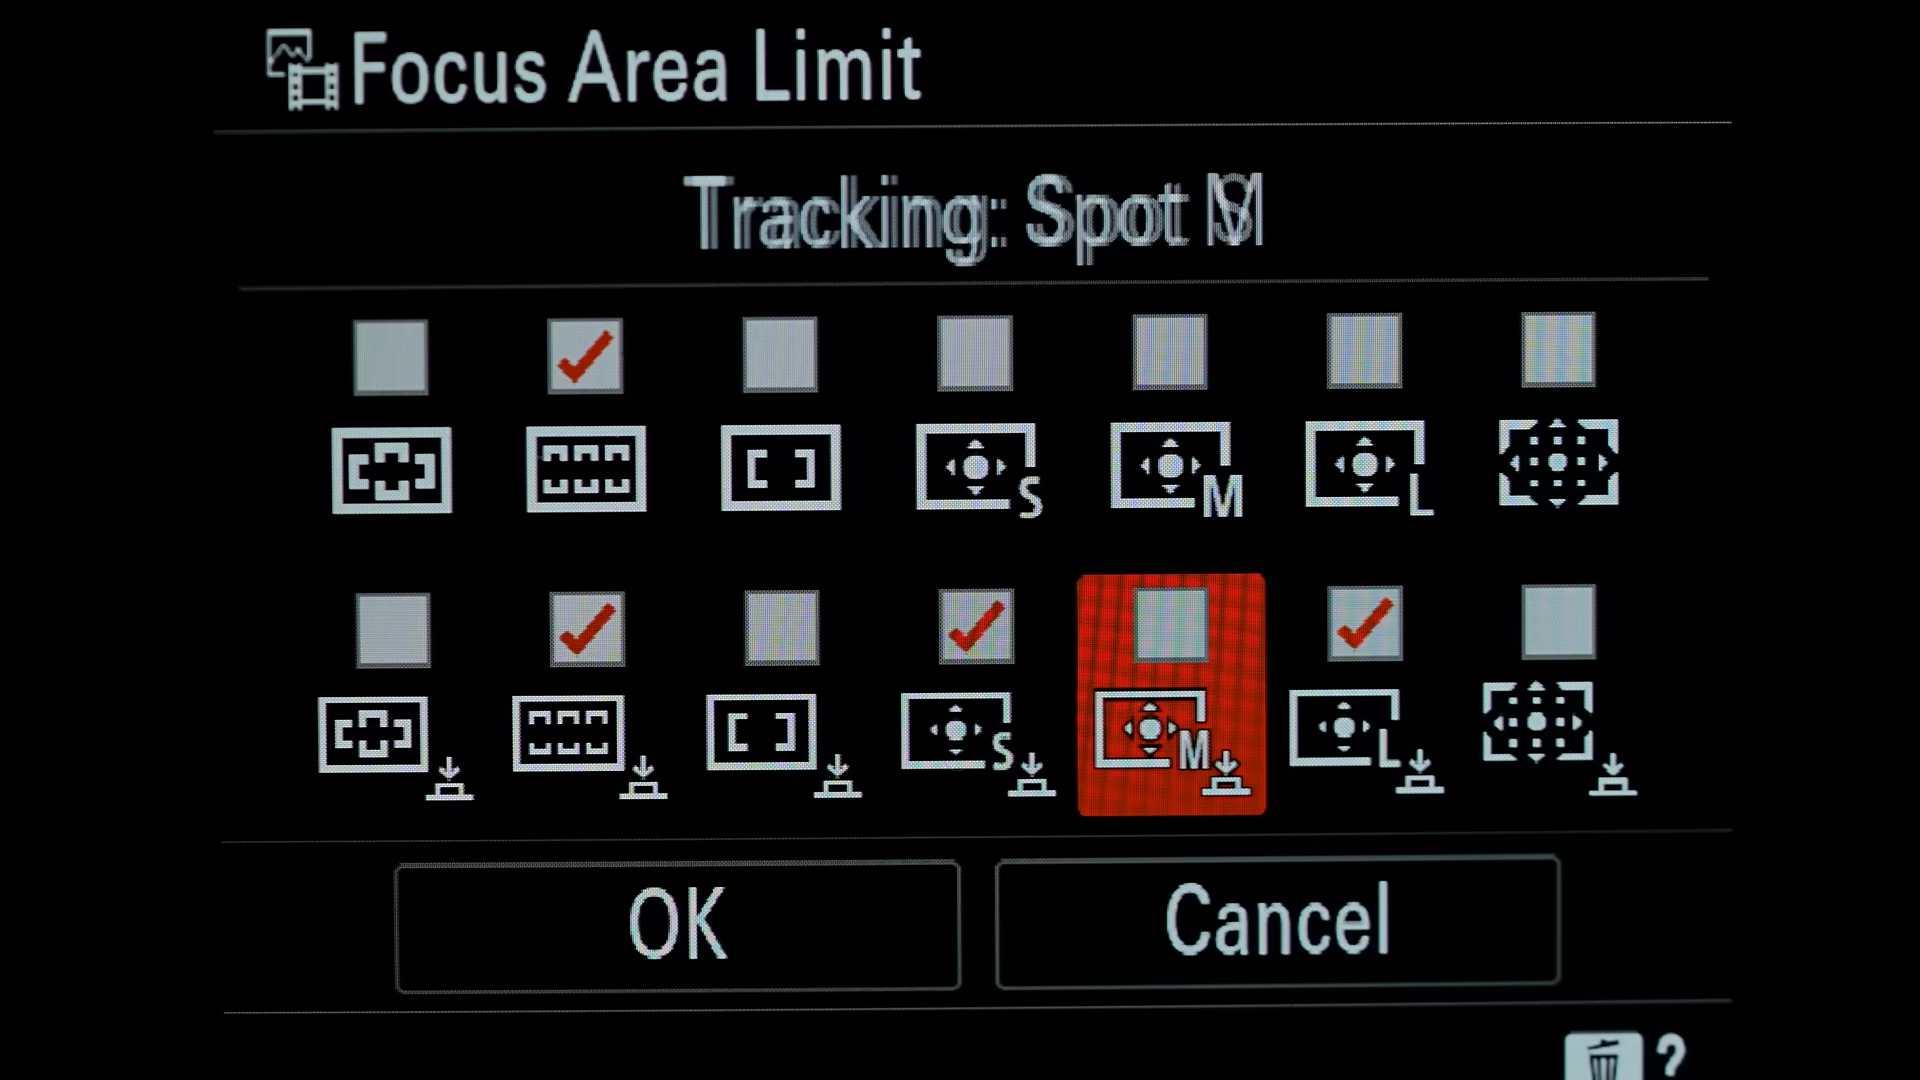 Focus Area Limit
Tracking: Spot
S M L
S M L
OK Cancel
?